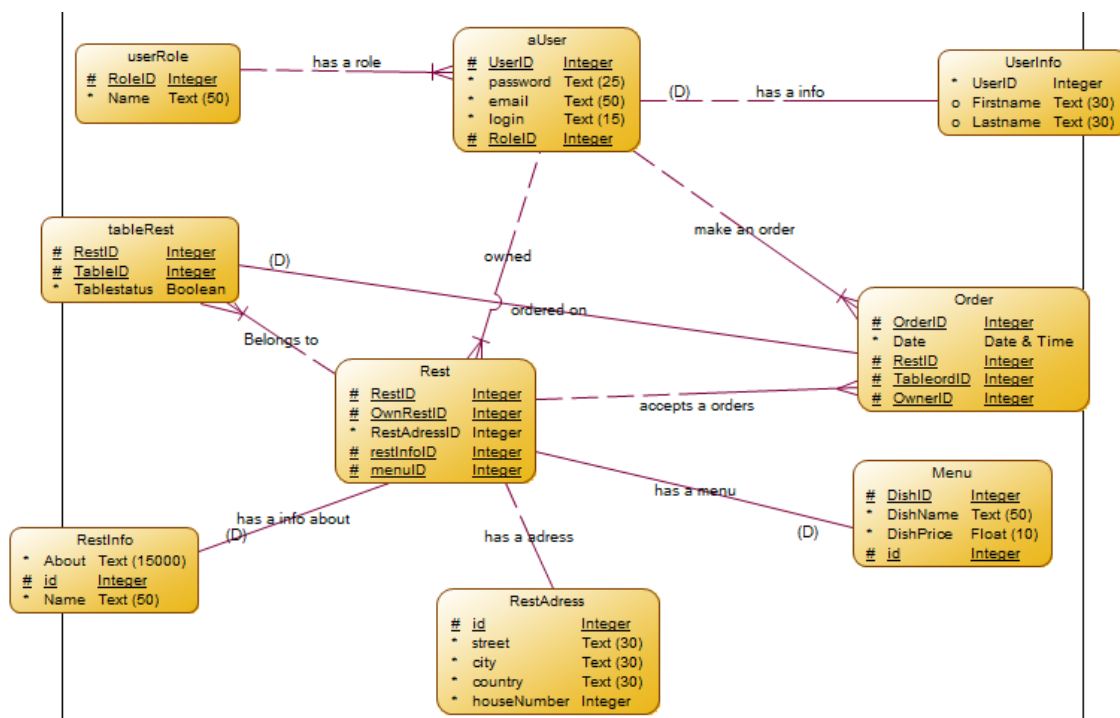 userRole
# RoleID Integer
* Name Text (50)
has a role
aUser
# UserID Integer
* password Text (25)
* email Text (50)
* login Text (15)
# RoleID Integer
(D)
has a info
UserInfo
* UserID Integer
o Firstname Text (30)
o Lastname Text (30)
tableRest
# RestID Integer
# TableID Integer
* Tablestatus Boolean
(D)
owned
make an order
ordered on
Belongs to
Order
# OrderID Integer
* Date Date & Time
# RestID Integer
# TableordID Integer
# OwnerID Integer
Rest
# RestID Integer
# OwnRestID Integer
* RestAdressID Integer
# restInfoID Integer
# menuID Integer
accepts a orders
has a menu
(D)
Menu
# DishID Integer
* DishName Text (50)
* DishPrice Float (10)
# id Integer
has a info about
(D)
has a adress
RestInfo
* About Text (15000)
# id Integer
* Name Text (50)
RestAdress
# id Integer
* street Text (30)
* city Text (30)
* country Text (30)
* houseNumber Integer